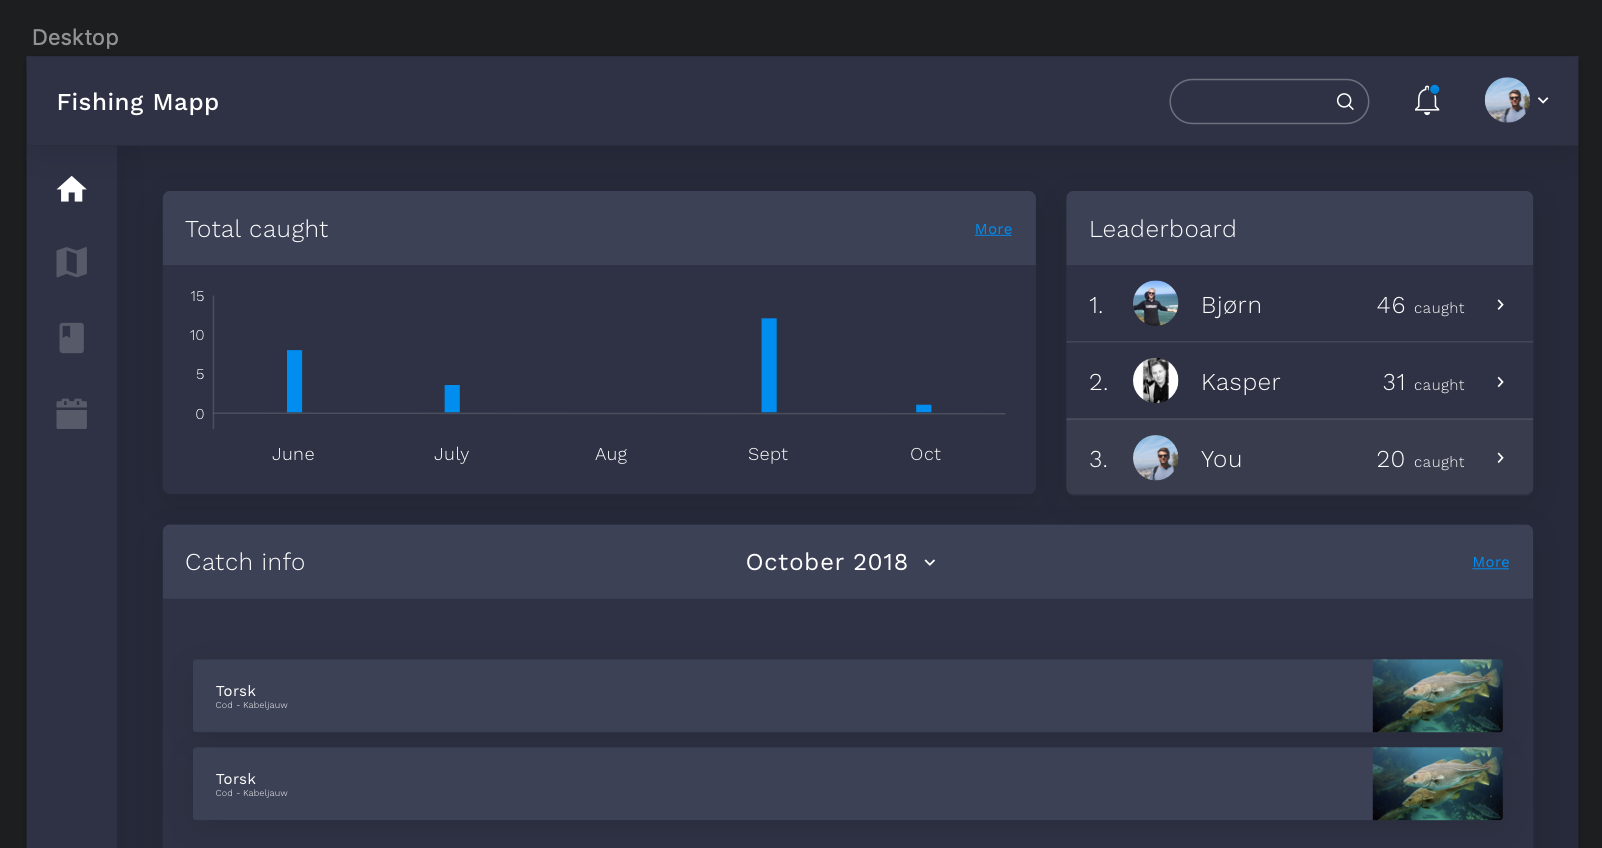 Desktop
Fishing Mapp
Total caught
More
15
10
5
0
June July Aug Sept Oct
Leaderboard
1. Bjørn 46 caught
2. Kasper 31 caught
3. You 20 caught
Catch info
October 2018
More
Torsk
Cod - Kabeljauw
Torsk
Cod - Kabeljauw